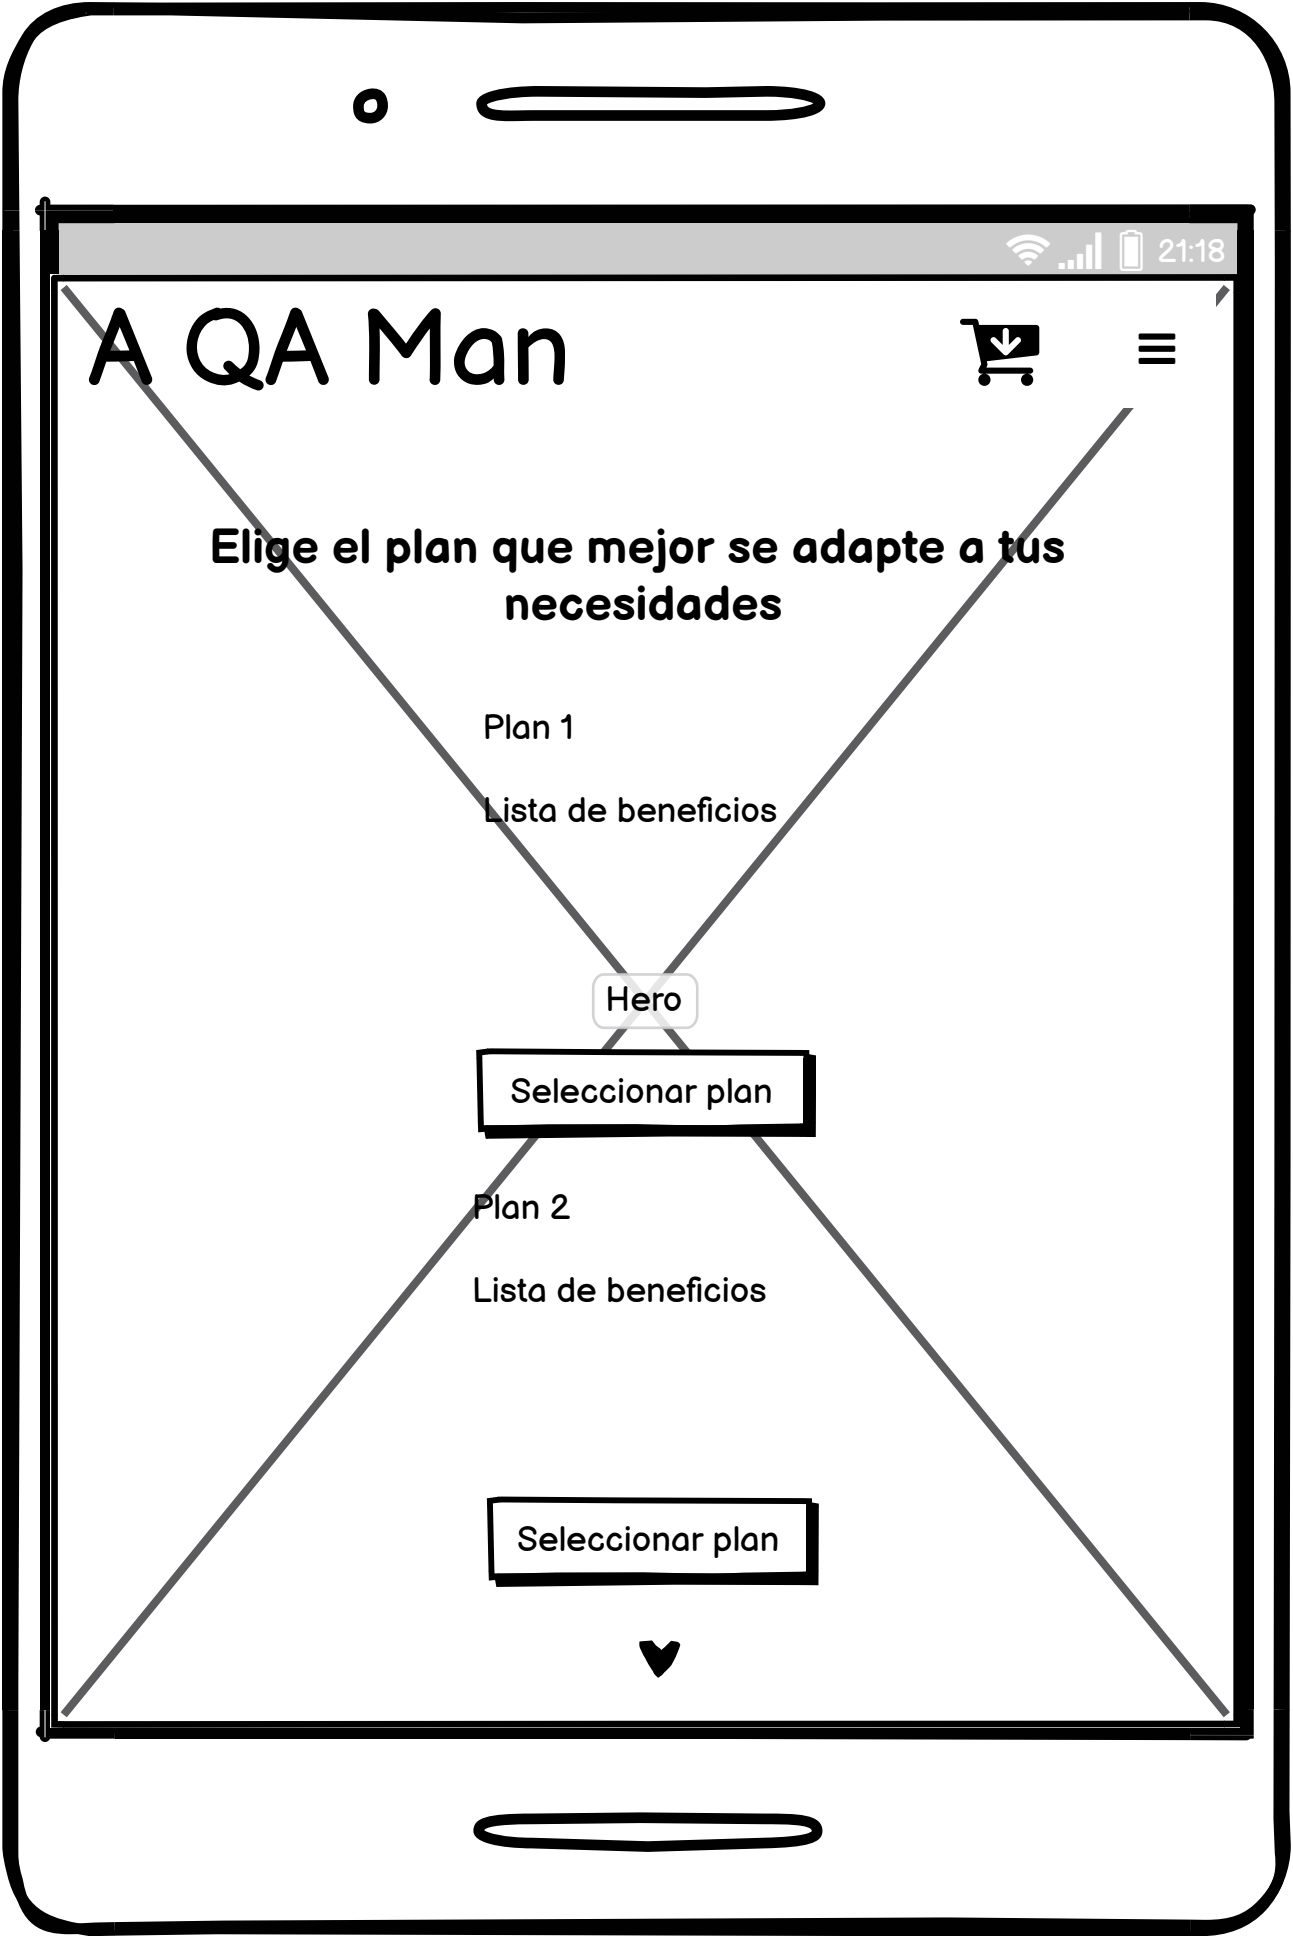 21:18
A QA Man
Elige el plan que mejor se adapte a tus
necesidades
Plan 1
Lista de beneficios
Hero
Seleccionar plan
Plan 2
Lista de beneficios
Seleccionar plan